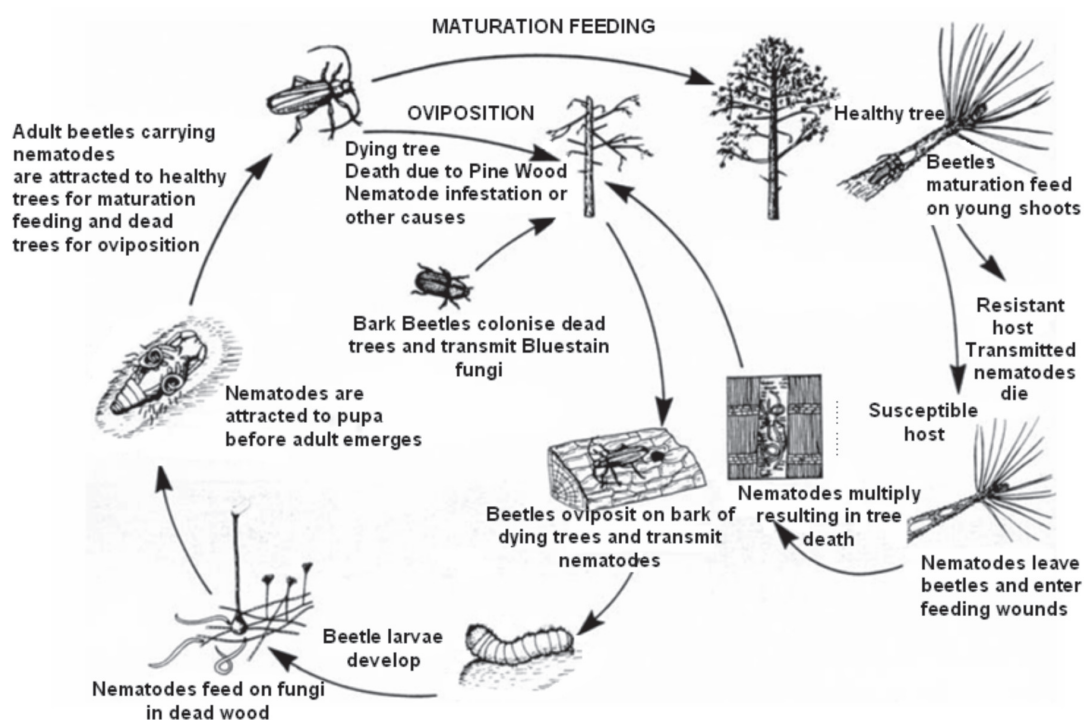 MATURATION FEEDING
OVIPOSITION
Adult beetles carrying
nematodes
are attracted to healthy
trees for maturation
feeding and dead
trees for oviposition
Dying tree
Death due to Pine Wood
Nematode infestation or
other causes
Healthy tree
Beetles
maturation feed
on young shoots
Bark Beetles colonise dead
trees and transmit Bluestain
fungi
Resistant
host
Transmitted
nematodes
die
Susceptible
host
Nematodes are
attracted to pupa
before adult emerges
Nematodes multiply
resulting in tree
death
Beetles oviposit on bark of
dying trees and transmit
nematodes
Nematodes leave
beetles and enter
feeding wounds
Beetle larvae
develop
Nematodes feed on fungi
in dead wood